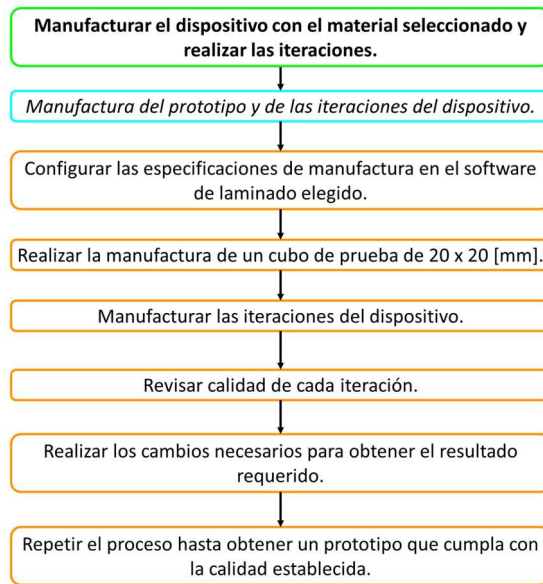 Manufacturar el dispositivo con el material seleccionado y
realizar las iteraciones.
Manufactura del prototipo y de las iteraciones del dispositivo.
Configurar las especificaciones de manufactura en el software
de laminado elegido.
Realizar la manufactura de un cubo de prueba de 20 x 20 [mm].
Manufacturar las iteraciones del dispositivo.
Revisar calidad de cada iteración.
Realizar los cambios necesarios para obtener el resultado
requerido.
Repetir el proceso hasta obtener un prototipo que cumpla con
la calidad establecida.